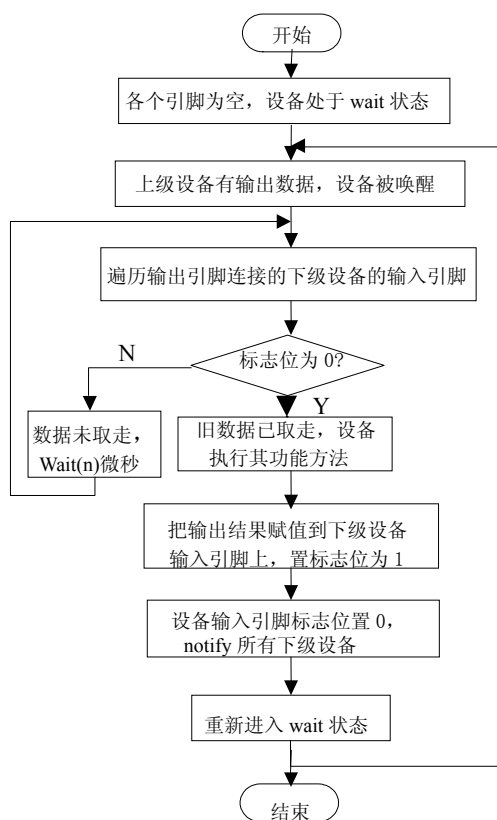 开始
各个引脚为空，设备处于 wait 状态
上级设备有输出数据，设备被唤醒
遍历输出引脚连接的下级设备的输入引脚
标志位为 0?
N
Y
数据未取走，
Wait(n)微秒
旧数据已取走，设备
执行其功能方法
把输出结果赋值到下级设备
输入引脚上，置标志位为 1
设备输入引脚标志位置 0，
notify 所有下级设备
重新进入 wait 状态
结束